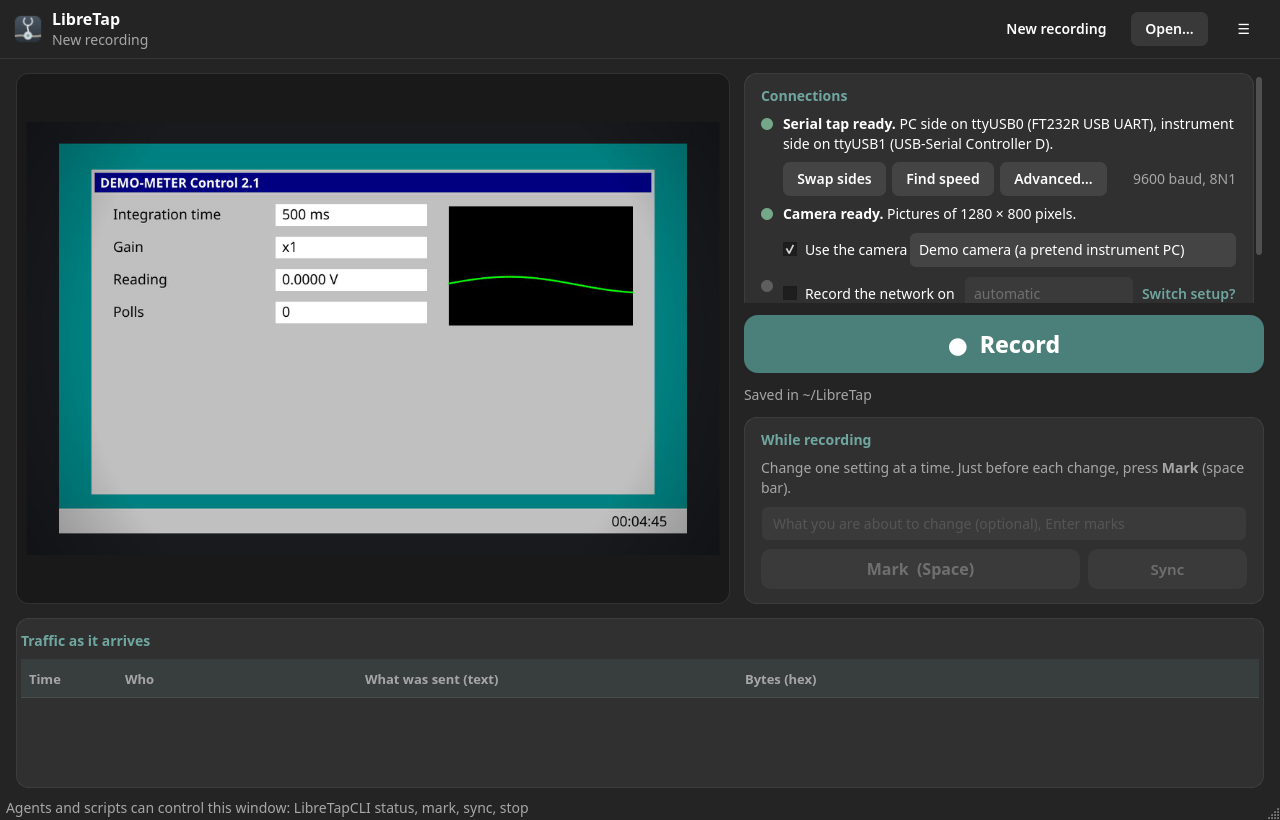 LibreTap
New recording
New recording
Open...
DEMO-METER Control 2.1
Integration time
500 ms
Gain
x1
Reading
0.0000 V
Polls
0
00:04:45
Connections
Serial tap ready. PC side on ttyUSB0 (FT232R USB UART), instrument
side on ttyUSB1 (USB-Serial Controller D).
Swap sides
Find speed
Advanced...
9600 baud, 8N1
Camera ready. Pictures of 1280 × 800 pixels.
Use the camera
Demo camera (a pretend instrument PC)
Record the network on
automatic
Switch setup?
Record
Saved in ~/LibreTap
While recording
Change one setting at a time. Just before each change, press Mark (space
bar).
What you are about to change (optional), Enter marks
Mark (Space)
Sync
Traffic as it arrives
Time
Who
What was sent (text)
Bytes (hex)
Agents and scripts can control this window: LibreTapCLI status, mark, sync, stop